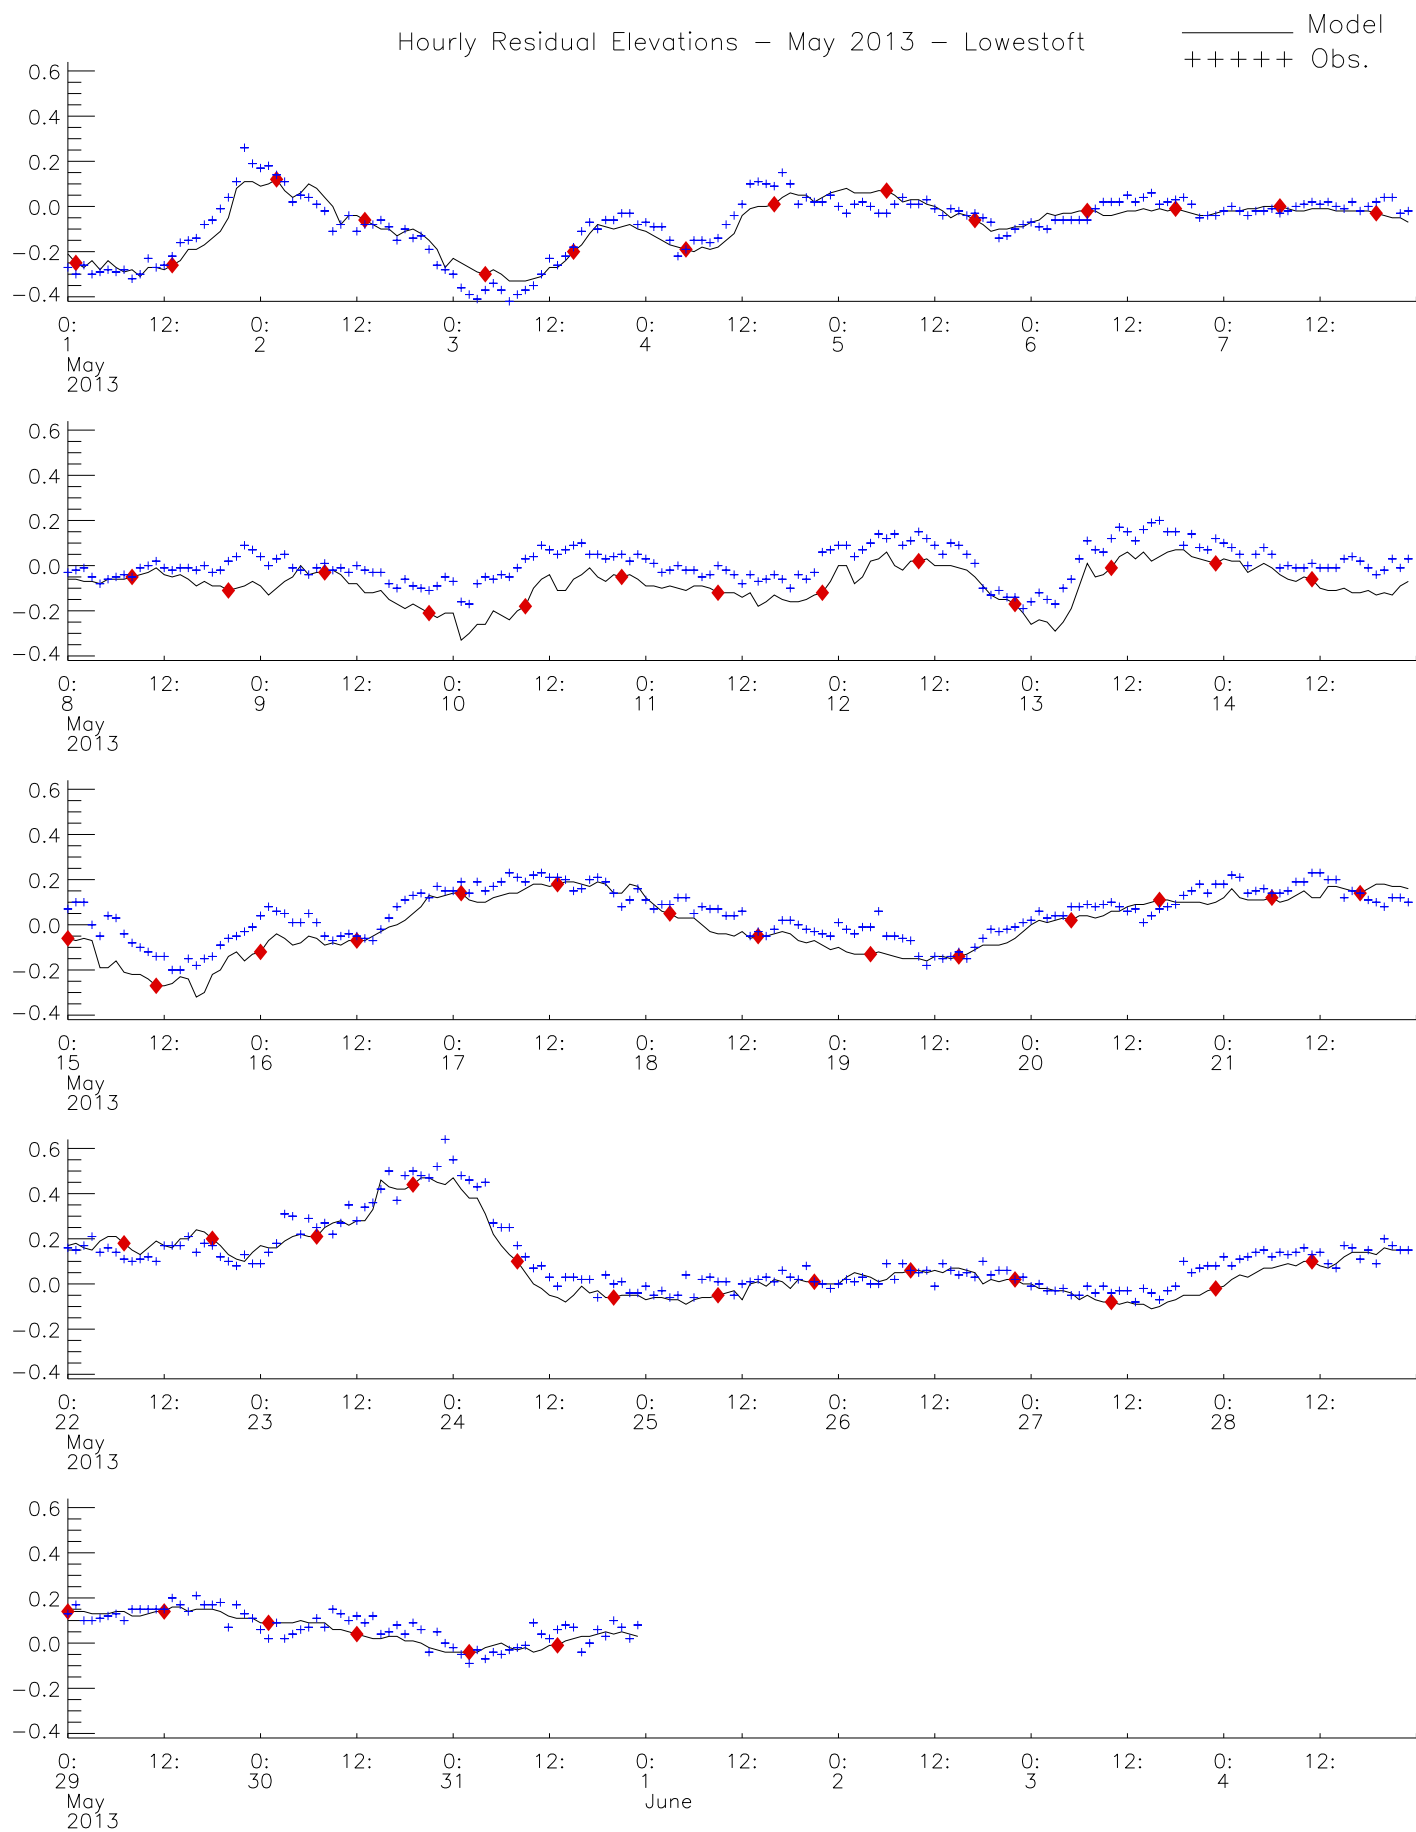 Hourly Residual Elevations – May 2013 – Lowestoft
Model
+++++ Obs.
0.6
0.4
0.2
0.0
−0.2
−0.4
0: 12: 0: 12: 0: 12: 0: 12: 0: 12: 0: 12: 0: 12:
1 2 3 4 5 6 7
May
2013
0.6
0.4
0.2
0.0
−0.2
−0.4
0: 12: 0: 12: 0: 12: 0: 12: 0: 12: 0: 12: 0: 12:
8 9 10 11 12 13 14
May
2013
0.6
0.4
0.2
0.0
−0.2
−0.4
0: 12: 0: 12: 0: 12: 0: 12: 0: 12: 0: 12: 0: 12:
15 16 17 18 19 20 21
May
2013
0.6
0.4
0.2
0.0
−0.2
−0.4
0: 12: 0: 12: 0: 12: 0: 12: 0: 12: 0: 12: 0: 12:
22 23 24 25 26 27 28
May
2013
0.6
0.4
0.2
0.0
−0.2
−0.4
0: 12: 0: 12: 0: 12: 0: 12: 0: 12: 0: 12: 0: 12:
29 30 31 1 2 3 4
May June
2013